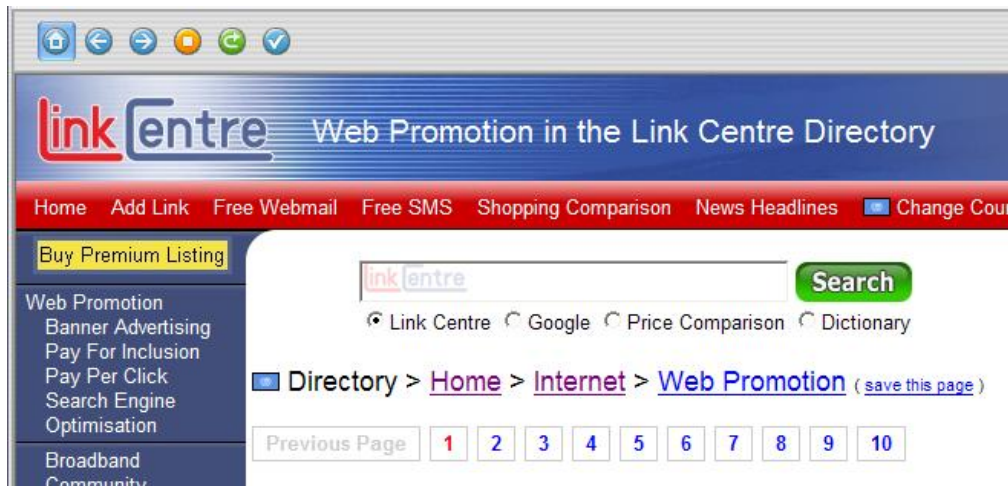 link Centre Web Promotion in the Link Centre Directory
Home Add Link Free Webmail Free SMS Shopping Comparison News Headlines Change Cour
Buy Premium Listing
link Centre Search
Link Centre Google Price Comparison Dictionary
Web Promotion
Banner Advertising
Pay For Inclusion
Pay Per Click
Search Engine
Optimisation
Broadband
Community
Directory > Home > Internet > Web Promotion ( save this page )
Previous Page 1 2 3 4 5 6 7 8 9 10